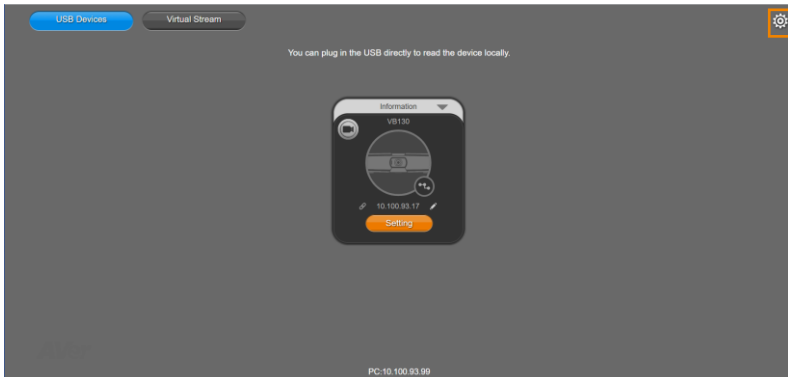 USB Devices
Virtual Stream
You can plug in the USB directly to read the device locally.
Information
VB130
10.100.93.17
Setting
PC:10.100.93.99